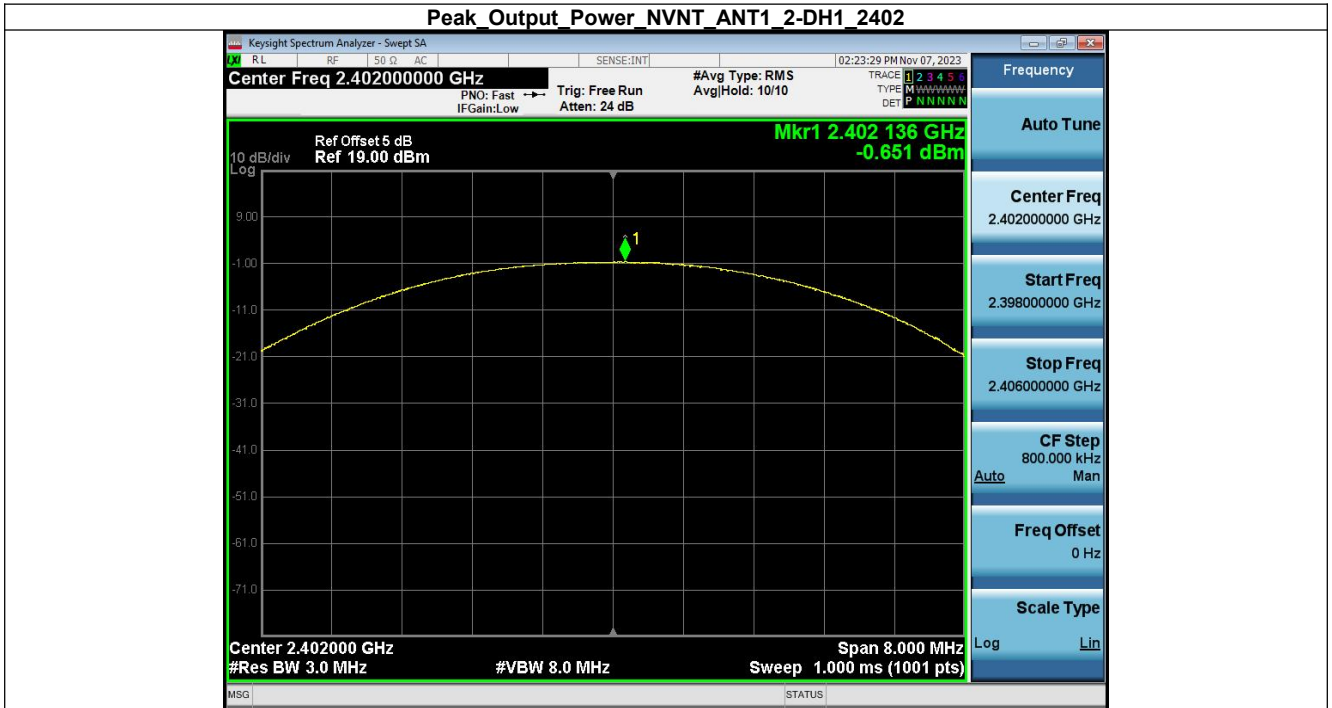 Peak_Output_Power_NVNT_ANT1_2-DH1_2402
Keysight Spectrum Analyzer - Swept SA
LXI RL RF 50 Ω AC SENSE:INT 02:23:29 PM Nov 07, 2023
Center Freq 2.402000000 GHz
PNO: Fast
IFGain:Low
Trig: Free Run
Atten: 24 dB
#Avg Type: RMS
Avg|Hold: 10/10
TRACE 1 2 3 4 5 6
TYPE M WWWWW
DET P N N N N N
Ref Offset 5 dB
10 dB/div Ref 19.00 dBm
Log
Mkr1 2.402 136 GHz
-0.651 dBm
9.00
-1.00
-11.0
-21.0
-31.0
-41.0
-51.0
-61.0
-71.0
1
Center 2.402000 GHz
Span 8.000 MHz
#Res BW 3.0 MHz
#VBW 8.0 MHz
Sweep 1.000 ms (1001 pts)
MSG
STATUS
Frequency
Auto Tune
Center Freq
2.402000000 GHz
Start Freq
2.398000000 GHz
Stop Freq
2.406000000 GHz
CF Step
800.000 kHz
Auto Man
Freq Offset
0 Hz
Scale Type
Log Lin